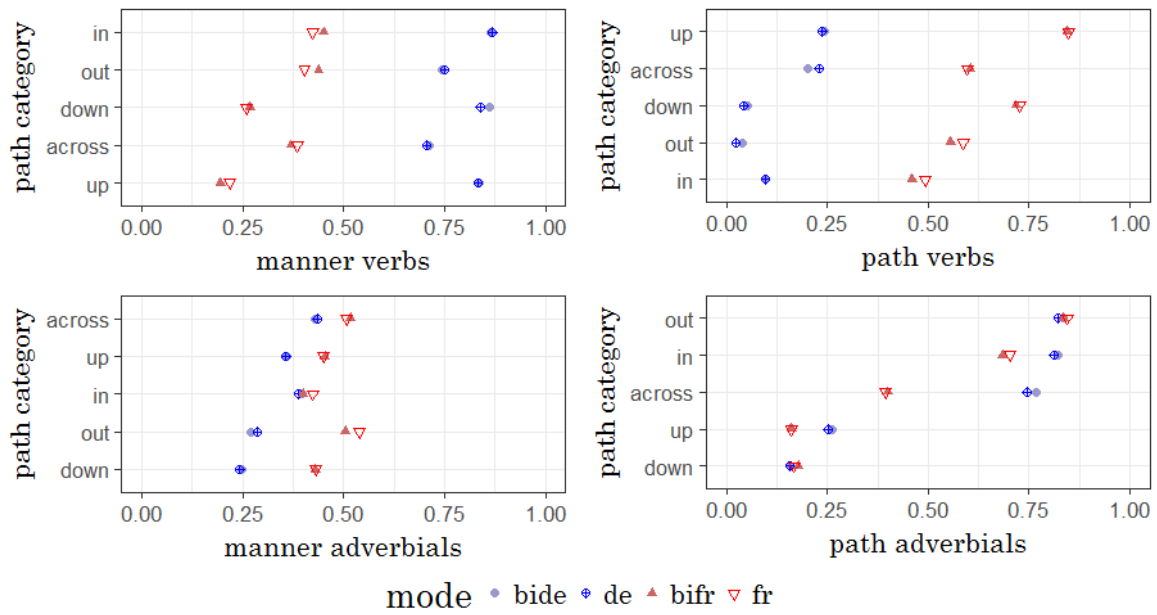 path category
in
out
down
across
up
0.00 0.25 0.50 0.75 1.00
manner verbs
path category
up
across
down
out
in
0.00 0.25 0.50 0.75 1.00
path verbs
path category
across
up
in
out
down
0.00 0.25 0.50 0.75 1.00
manner adverbials
path category
out
in
across
up
down
0.00 0.25 0.50 0.75 1.00
path adverbials
mode bide de bifr fr